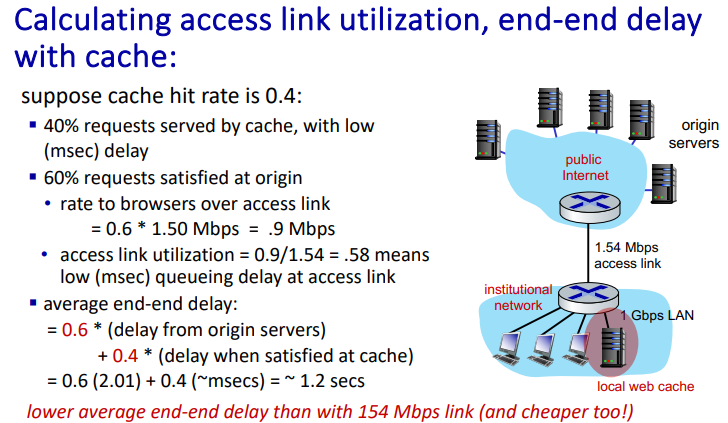 Calculating access link utilization, end-end delay
with cache:
suppose cache hit rate is 0.4:
▪ 40% requests served by cache, with low
(msec) delay
▪ 60% requests satisfied at origin
• rate to browsers over access link
= 0.6 * 1.50 Mbps = .9 Mbps
• access link utilization = 0.9/1.54 = .58 means
low (msec) queueing delay at access link
▪ average end-end delay:
= 0.6 * (delay from origin servers)
+ 0.4 * (delay when satisfied at cache)
= 0.6 (2.01) + 0.4 (~msecs) = ~ 1.2 secs
lower average end-end delay than with 154 Mbps link (and cheaper too!)
origin
servers
public
Internet
1.54 Mbps
access link
institutional
network
1 Gbps LAN
local web cache